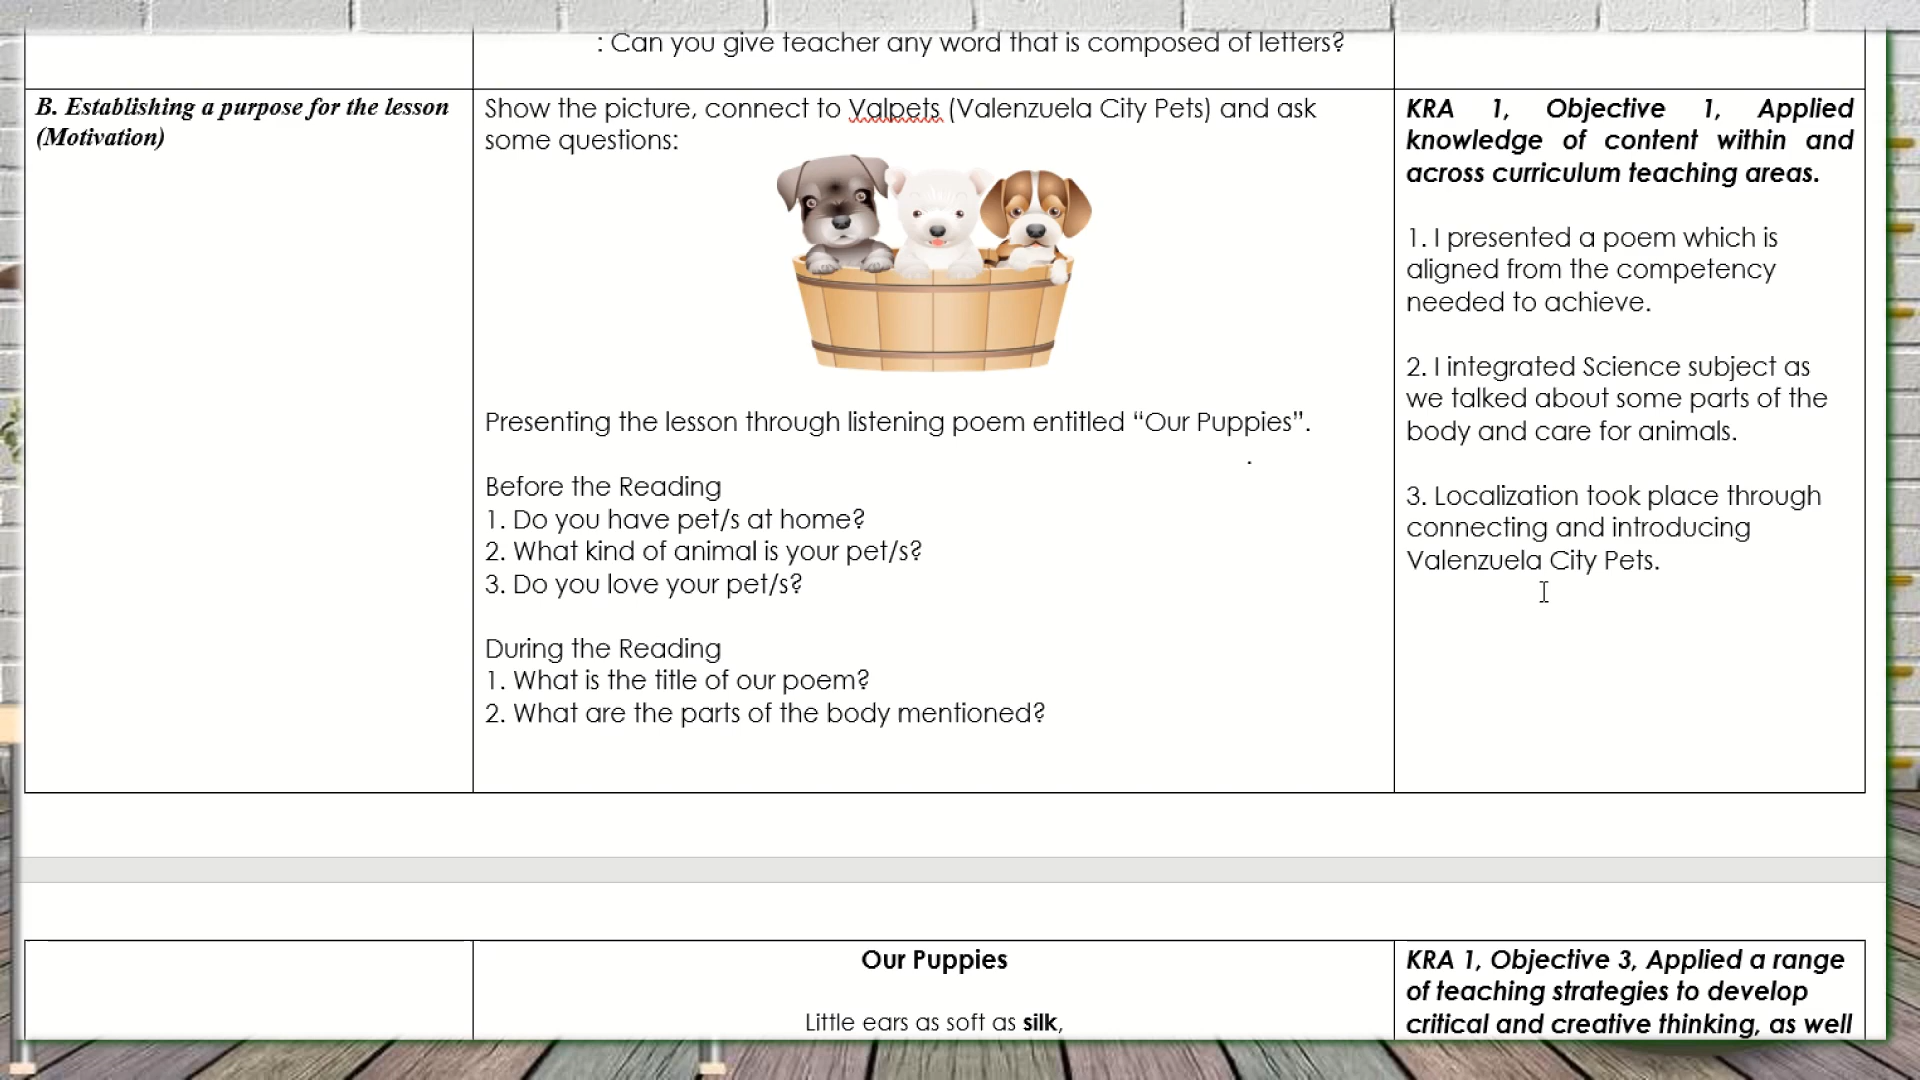 : Can you give teacher any word that is composed of letters?
B. Establishing a purpose for the lesson
(Motivation)
Show the picture, connect to Valpets (Valenzuela City Pets) and ask
some questions:
Presenting the lesson through listening poem entitled “Our Puppies”.
.
Before the Reading
1. Do you have pet/s at home?
2. What kind of animal is your pet/s?
3. Do you love your pet/s?
During the Reading
1. What is the title of our poem?
2. What are the parts of the body mentioned?
KRA 1, Objective 1, Applied
knowledge of content within and
across curriculum teaching areas.
1. I presented a poem which is
aligned from the competency
needed to achieve.
2. I integrated Science subject as
we talked about some parts of the
body and care for animals.
3. Localization took place through
connecting and introducing
Valenzuela City Pets.
Our Puppies
Little ears as soft as silk,
KRA 1, Objective 3, Applied a range
of teaching strategies to develop
critical and creative thinking, as well